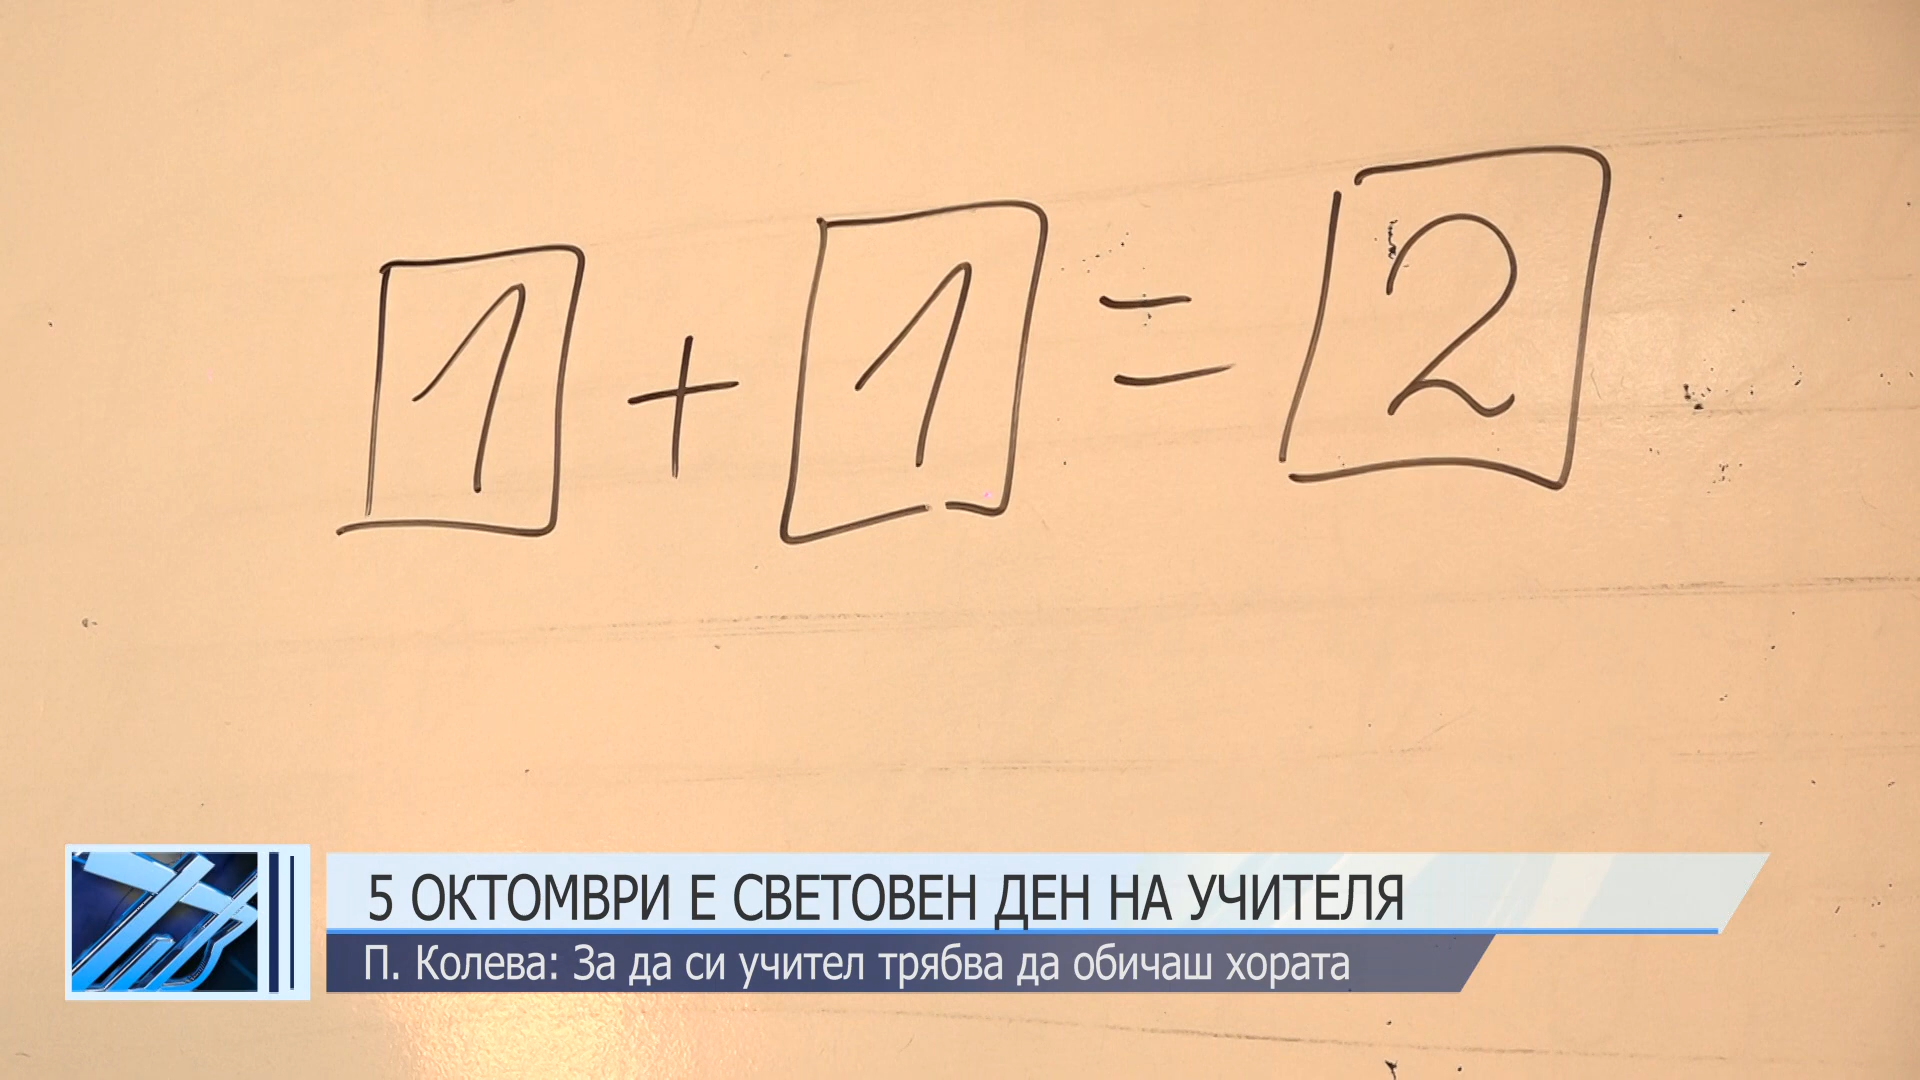 1 + 1 = 2
5 ОКТОМВРИ Е СВЕТОВЕН ДЕН НА УЧИТЕЛЯ
П. Колева: За да си учител трябва да обичаш хората